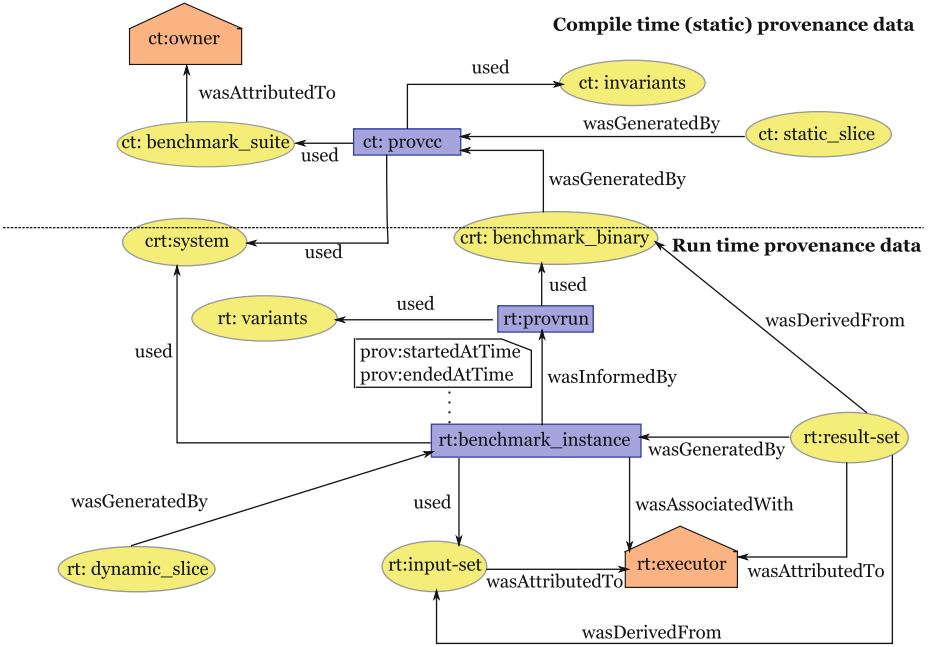 Compile time (static) provenance data
ct:owner
used
ct: invariants
wasAttributedTo
wasGeneratedBy
ct: benchmark_suite
used
ct: provcc
ct: static_slice
wasGeneratedBy
crt:system
used
crt: benchmark_binary
Run time provenance data
used
rt: variants
used
rt:provrun
wasDerivedFrom
used
prov:startedAtTime
prov:endedAtTime
wasInformedBy
rt:benchmark_instance
wasGeneratedBy
rt:result-set
wasGeneratedBy
used
wasAssociatedWith
rt: dynamic_slice
rt:input-set
wasAttributedTo
rt:executor
wasAttributedTo
wasDerivedFrom